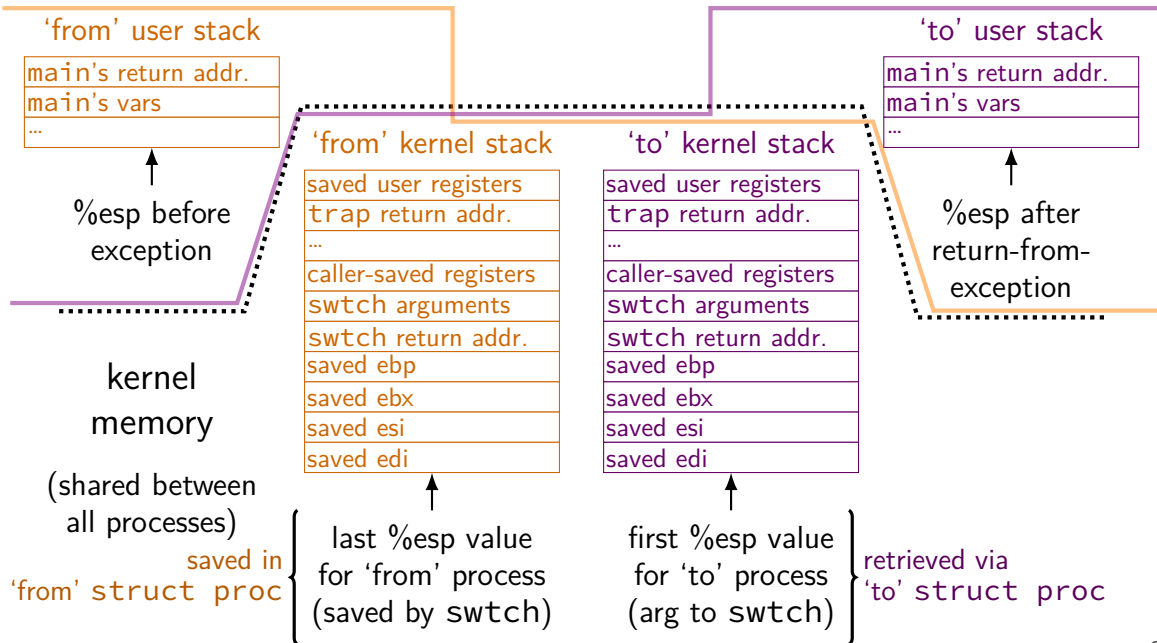 ‘from’ user stack
main's return addr.
main's vars
...
%esp before
exception
‘to’ user stack
main's return addr.
main's vars
...
%esp after
return-from-
exception
‘from’ kernel stack
saved user registers
trap return addr.
...
caller-saved registers
swtch arguments
swtch return addr.
saved ebp
saved ebx
saved esi
saved edi
‘to’ kernel stack
saved user registers
trap return addr.
...
caller-saved registers
swtch arguments
swtch return addr.
saved ebp
saved ebx
saved esi
saved edi
kernel
memory
(shared between
all processes)
saved in
‘from’ struct proc
last %esp value
for ‘from’ process
(saved by swtch)
first %esp value
for ‘to’ process
(arg to swtch)
retrieved via
‘to’ struct proc